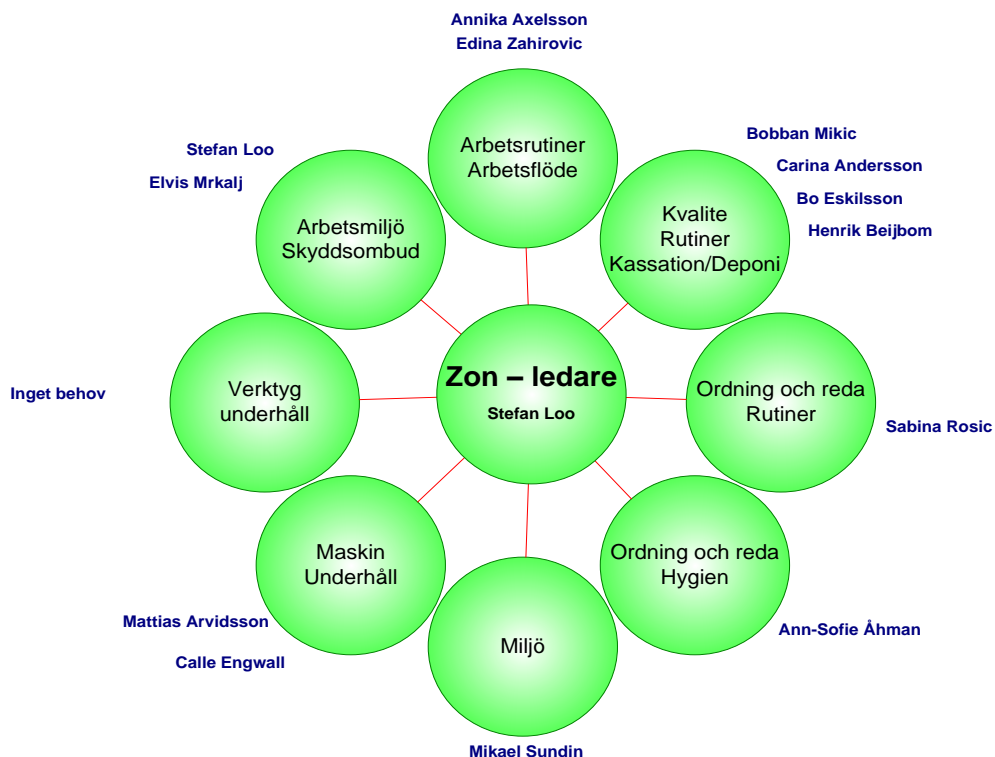 Annika Axelsson
Edina Zahirovic
Arbetsrutiner
Arbetsflöde
Bobban Mikic
Carina Andersson
Bo Eskilsson
Henrik Beijbom
Kvalite
Rutiner
Kassation/Deponi
Stefan Loo
Elvis Mrkalj
Arbetsmiljö
Skyddsombud
Inget behov
Verktyg
underhåll
Zon – ledare
Stefan Loo
Ordning och reda
Rutiner
Sabina Rosic
Maskin
Underhåll
Mattias Arvidsson
Calle Engwall
Miljö
Mikael Sundin
Ordning och reda
Hygien
Ann-Sofie Åhman